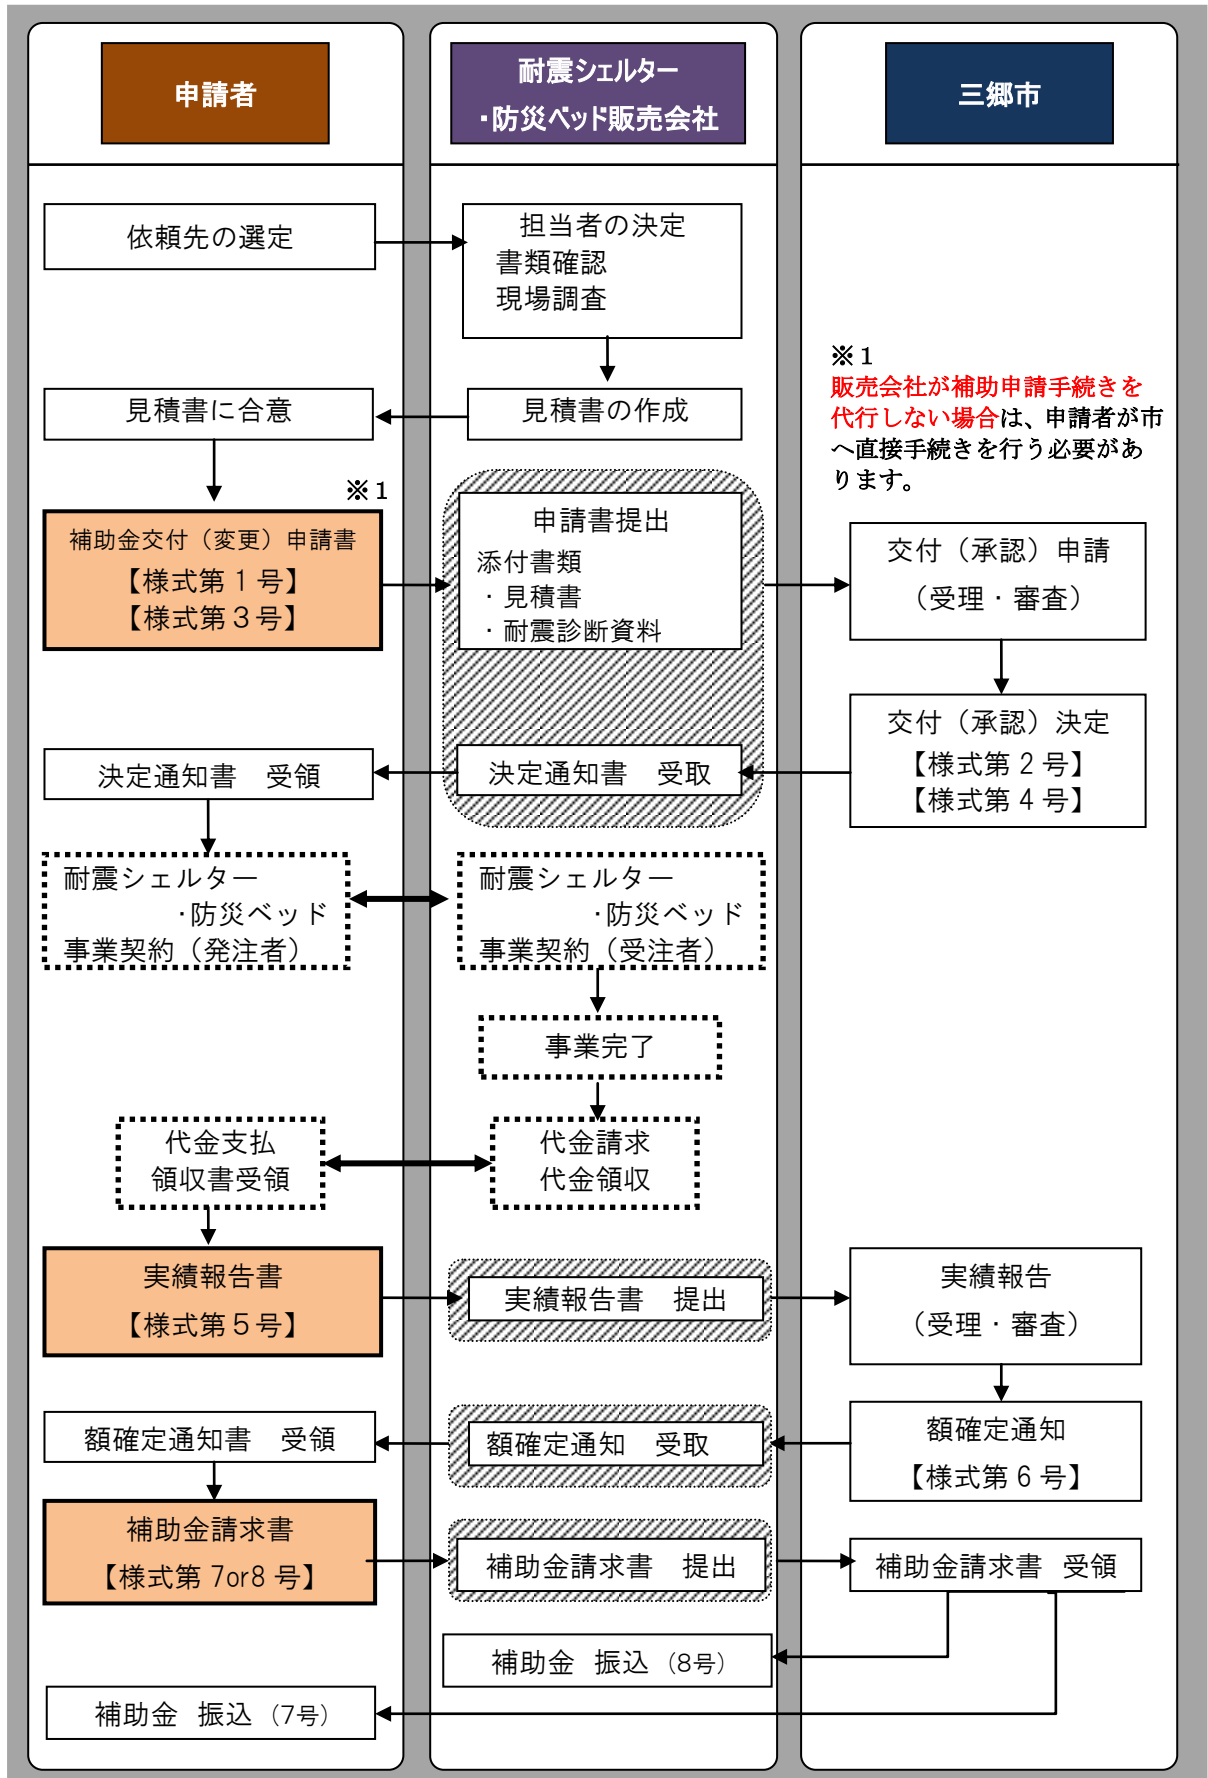 申請者
耐震シェルター
・防災ベッド販売会社
三郷市
依頼先の選定
担当者の決定
書類確認
現場調査
※1
販売会社が補助申請手続きを
代行しない場合は、申請者が市
へ直接手続きを行う必要があ
ります。
見積書に合意
見積書の作成
※1
補助金交付（変更）申請書
【様式第1号】
【様式第3号】
申請書提出
添付書類
・見積書
・耐震診断資料
交付（承認）申請
（受理・審査）
交付（承認）決定
【様式第2号】
【様式第4号】
決定通知書　受領
決定通知書　受取
耐震シェルター
・防災ベッド
事業契約（発注者）
耐震シェルター
・防災ベッド
事業契約（受注者）
事業完了
代金支払
領収書受領
代金請求
代金領収
実績報告書
【様式第5号】
実績報告書　提出
実績報告
（受理・審査）
額確定通知書　受領
額確定通知　受取
額確定通知
【様式第6号】
補助金請求書
【様式第7or8号】
補助金請求書　提出
補助金請求書　受領
補助金　振込（8号）
補助金　振込（7号）